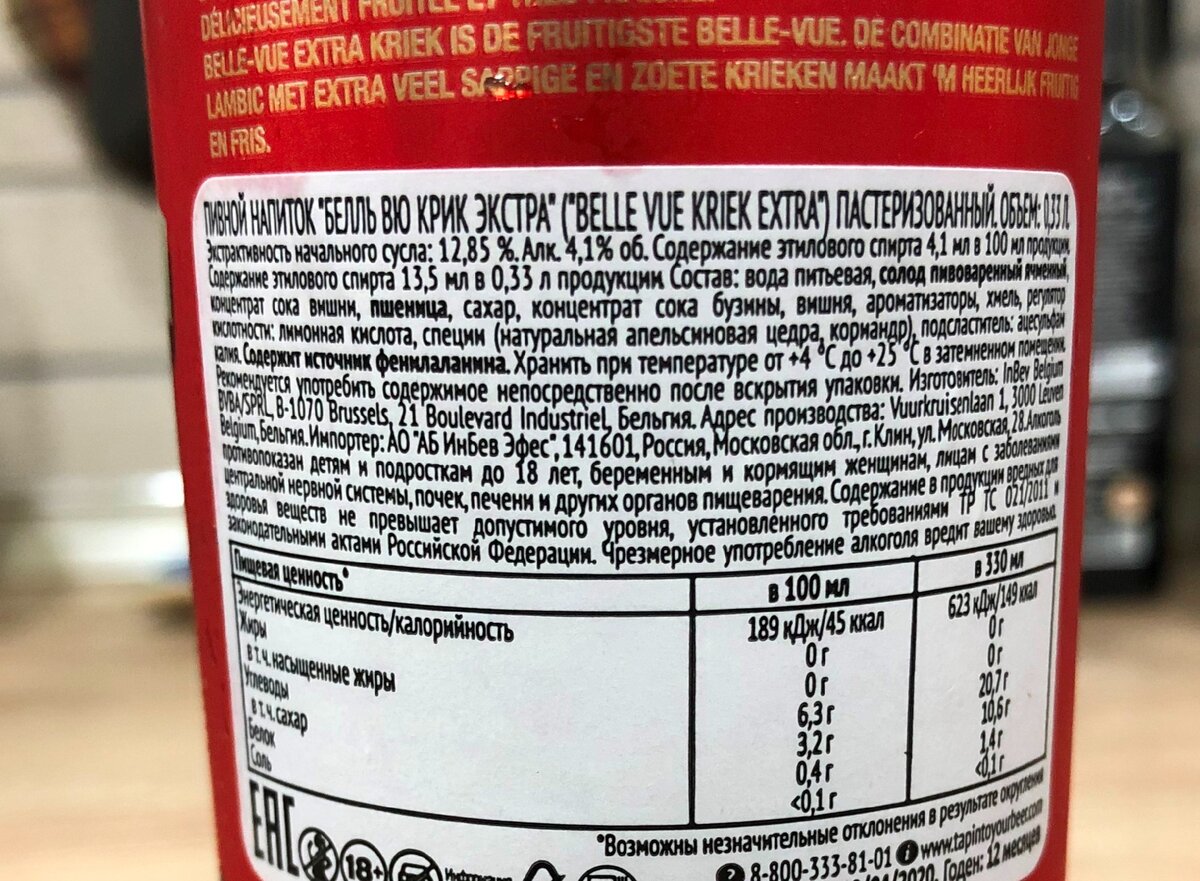 DÉLICIEUSEMENT FRUITÉE ET
BELLE-VUE EXTRA KRIEK IS DE FRUITIGSTE BELLE-VUE. DE COMBINATIE VAN JONGE
LAMBIC MET EXTRA VEEL SAPPIGE EN ZOETE KRIEKEN MAAKT 'M HEERLIJK FRUITIG
EN FRIS.
ПИВНОЙ НАПИТОК "БЕЛЛЬ ВЮ КРИК ЭКСТРА" ("BELLE VUE KRIEK EXTRA") ПАСТЕРИЗОВАННЫЙ. ОБЪЕМ: 0,33 Л.
Экстрактивность начального сусла: 12,85 %. Алк. 4,1% об. Содержание этилового спирта 4,1 мл в 100 мл продукции.
Содержание этилового спирта 13,5 мл в 0,33 л продукции. Состав: вода питьевая, солод пивоваренный ячменный,
концентрат сока вишни, пшеница, сахар, концентрат сока бузины, вишня, ароматизаторы, хмель, регулятор
кислотности: лимонная кислота, специи (натуральная апельсиновая цедра, кориандр), подсластитель: ацесульфам
калия. Содержит источник фенилаланина. Хранить при температуре от +4 °C до +25 °C в затемненном помещении.
Рекомендуется употребить содержимое непосредственно после вскрытия упаковки. Изготовитель: InBev Belgium
BVBA/SPRL, B-1070 Brussels, 21 Boulevard Industriel, Бельгия. Адрес производства: Vuurkruisenlaan 1, 3000 Leuven
Belgium, Бельгия. Импортер: АО "АБ ИнБев Эфес", 141601, Россия, Московская обл., г. Клин, ул. Московская, 28. Алкоголь
противопоказан детям и подросткам до 18 лет, беременным и кормящим женщинам, лицам с заболеваниями
центральной нервной системы, почек, печени и других органов пищеварения. Содержание в продукции вредных для
здоровья веществ не превышает допустимого уровня, установленного требованиями ТР ТС 021/2011 и
законодательными актами Российской Федерации. Чрезмерное употребление алкоголя вредит вашему здоровью.
Пищевая ценность* в 100 мл в 330 мл
Энергетическая ценность/калорийность 189 кДж/45 ккал 623 кДж/149 ккал
Жиры 0 г 0 г
в т.ч. насыщенные жиры 0 г 0 г
Углеводы 6,3 г 20,7 г
в т.ч. сахар 3,2 г 10,6 г
Белок 0,4 г 1,4 г
Соль <0,1 г <0,1 г
*Возможны незначительные отклонения в результате округления
EAC 18+ 8-800-333-81-01 www.tapintoyourbeer.com
/04/2020. Годен: 12 месяцев